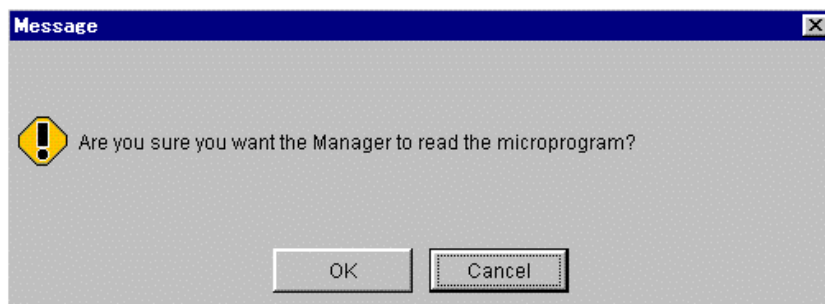 Message
Are you sure you want the Manager to read the microprogram?
OK Cancel